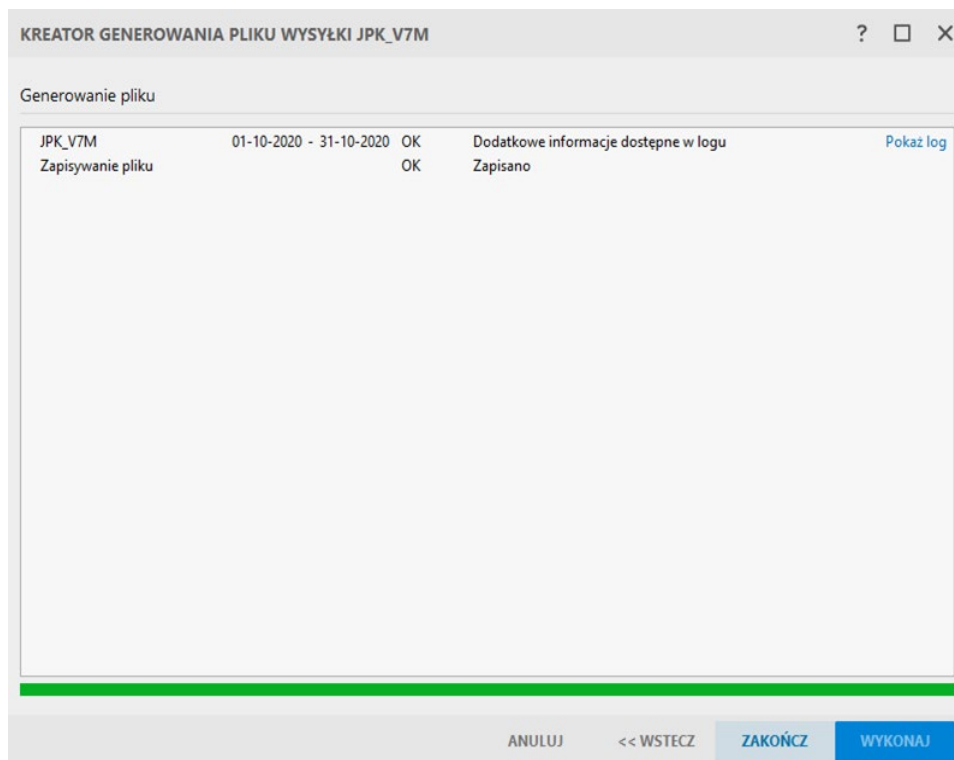 KREATOR GENEROWANIA PLIKU WYSYŁKI JPK_V7M ?
Generowanie pliku
JPK_V7M 01-10-2020 - 31-10-2020 OK Dodatkowe informacje dostępne w logu Pokaż log
Zapisywanie pliku OK Zapisano
ANULUJ << WSTECZ ZAKOŃCZ WYKONAJ